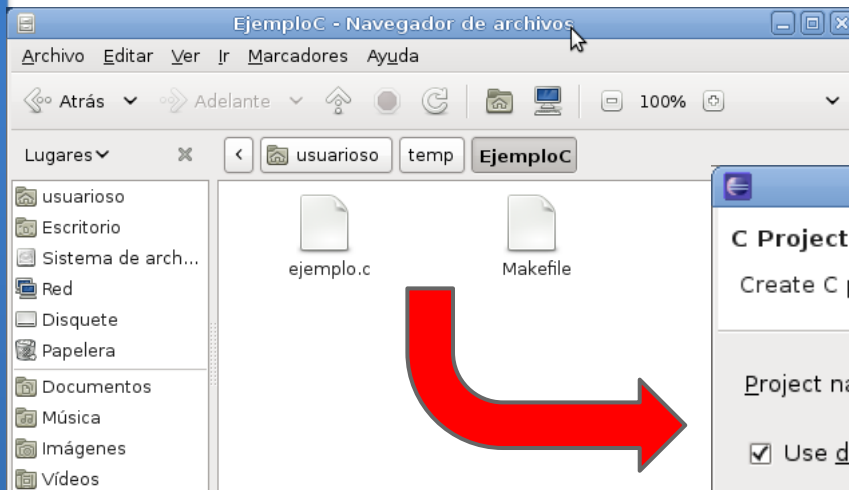 EjemploC - Navegador de archivos
Archivo Editar Ver Ir Marcadores Ayuda
Atrás Adelante 100%
Lugares usuarioso temp EjemploC
usuarioso
Escritorio
Sistema de arch...
Red
Disquete
Papelera
Documentos
Música
Imágenes
Vídeos
ejemplo.c Makefile
C Project
Create C
Project
Use